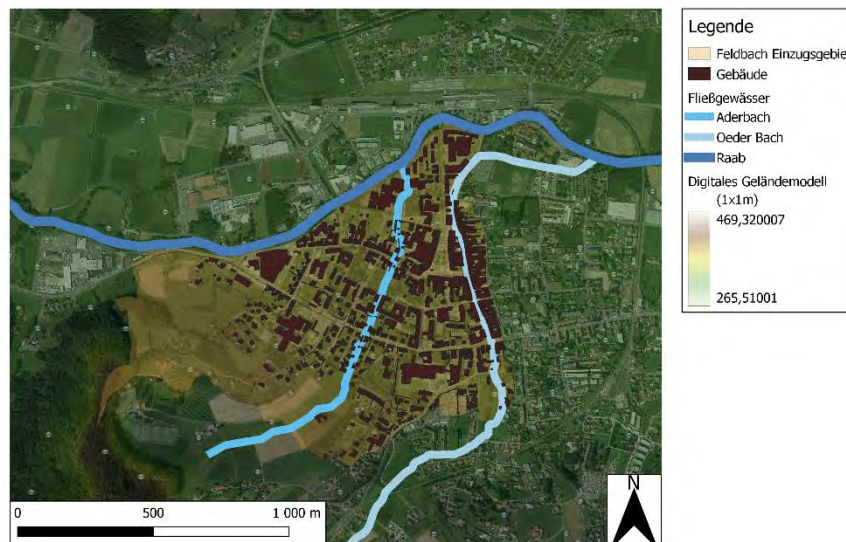 Legende
Feldbach Einzugsgebie
Gebäude
Fließgewässer
Aderbach
Oeder Bach
Raab
Digitales Geländemodell
(1x1m)
469,320007
265,51001
0 500 1 000 m
N